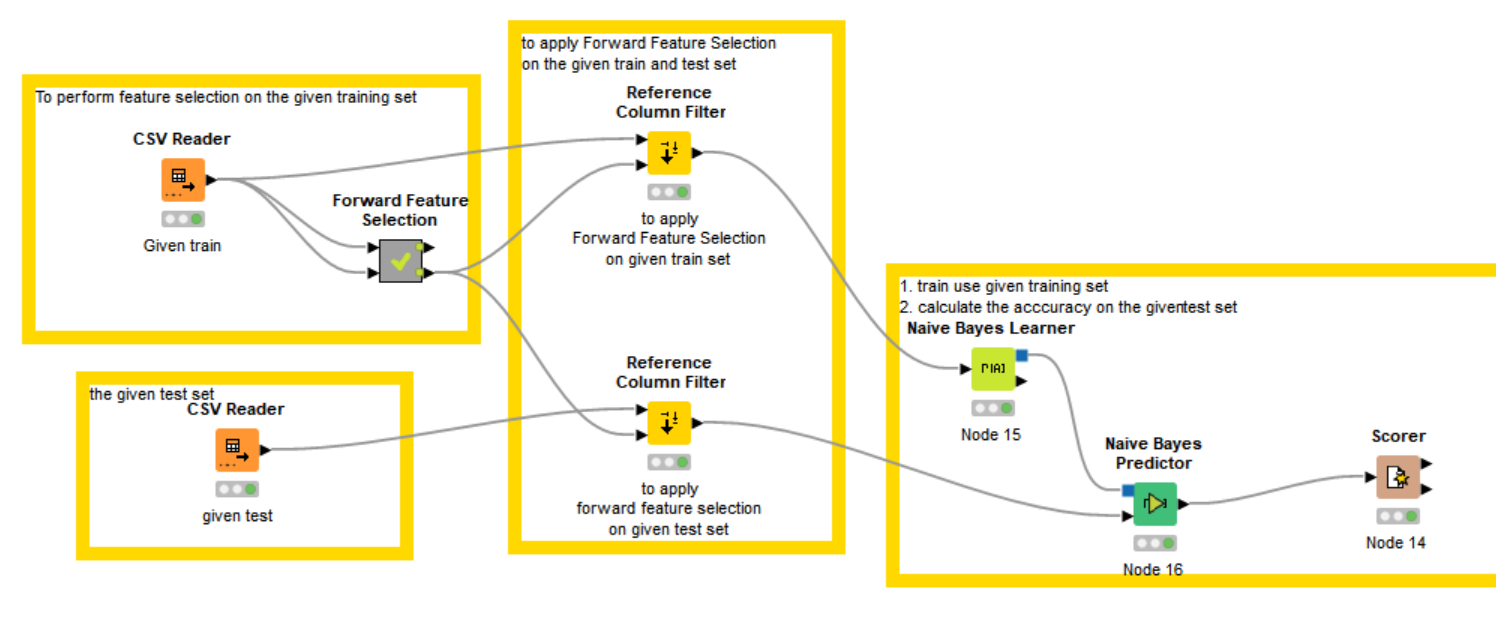 To perform feature selection on the given training set
CSV Reader
Given train
Forward Feature
Selection
the given test set
CSV Reader
given test
to apply Forward Feature Selection
on the given train and test set
Reference
Column Filter
to apply
Forward Feature Selection
on given train set
Reference
Column Filter
to apply
forward feature selection
on given test set
1. train use given training set
2. calculate the acccuracy on the giventest set
Naive Bayes Learner
Node 15
Naive Bayes
Predictor
Node 16
Scorer
Node 14